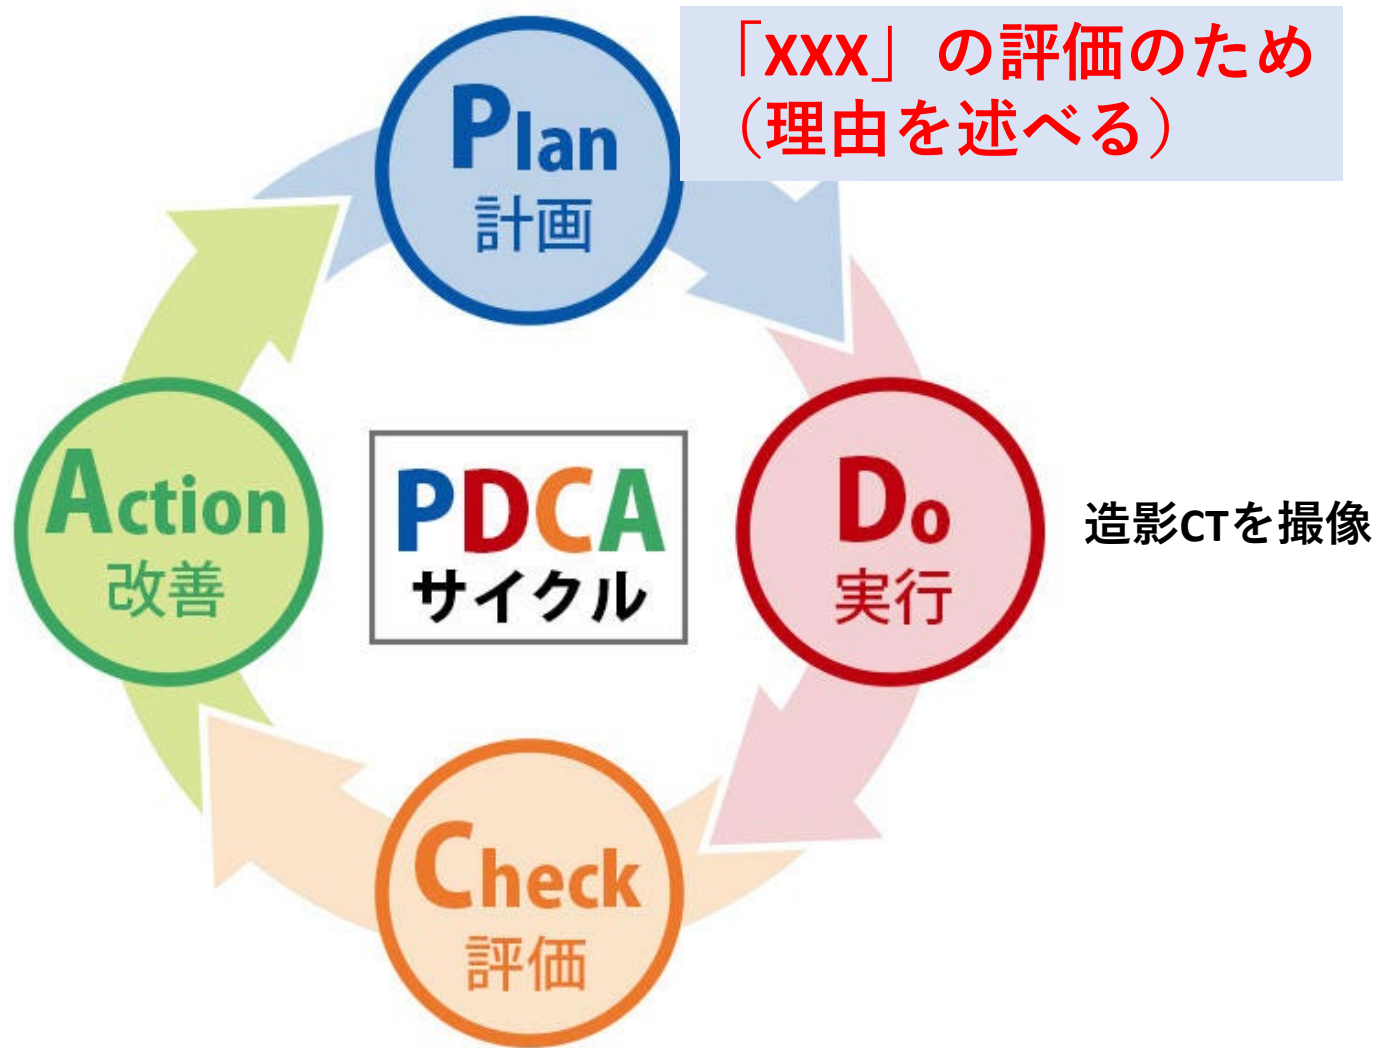 「XXX」の評価のため
（理由を述べる）
Plan
計画
Action
改善
PDCA
サイクル
Do
実行
造影CTを撮像
Check
評価